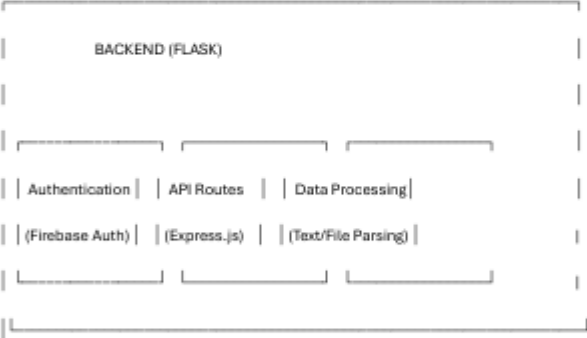 BACKEND (FLASK)
Authentication API Routes Data Processing
(Firebase Auth) (Express.js) (Text/File Parsing)